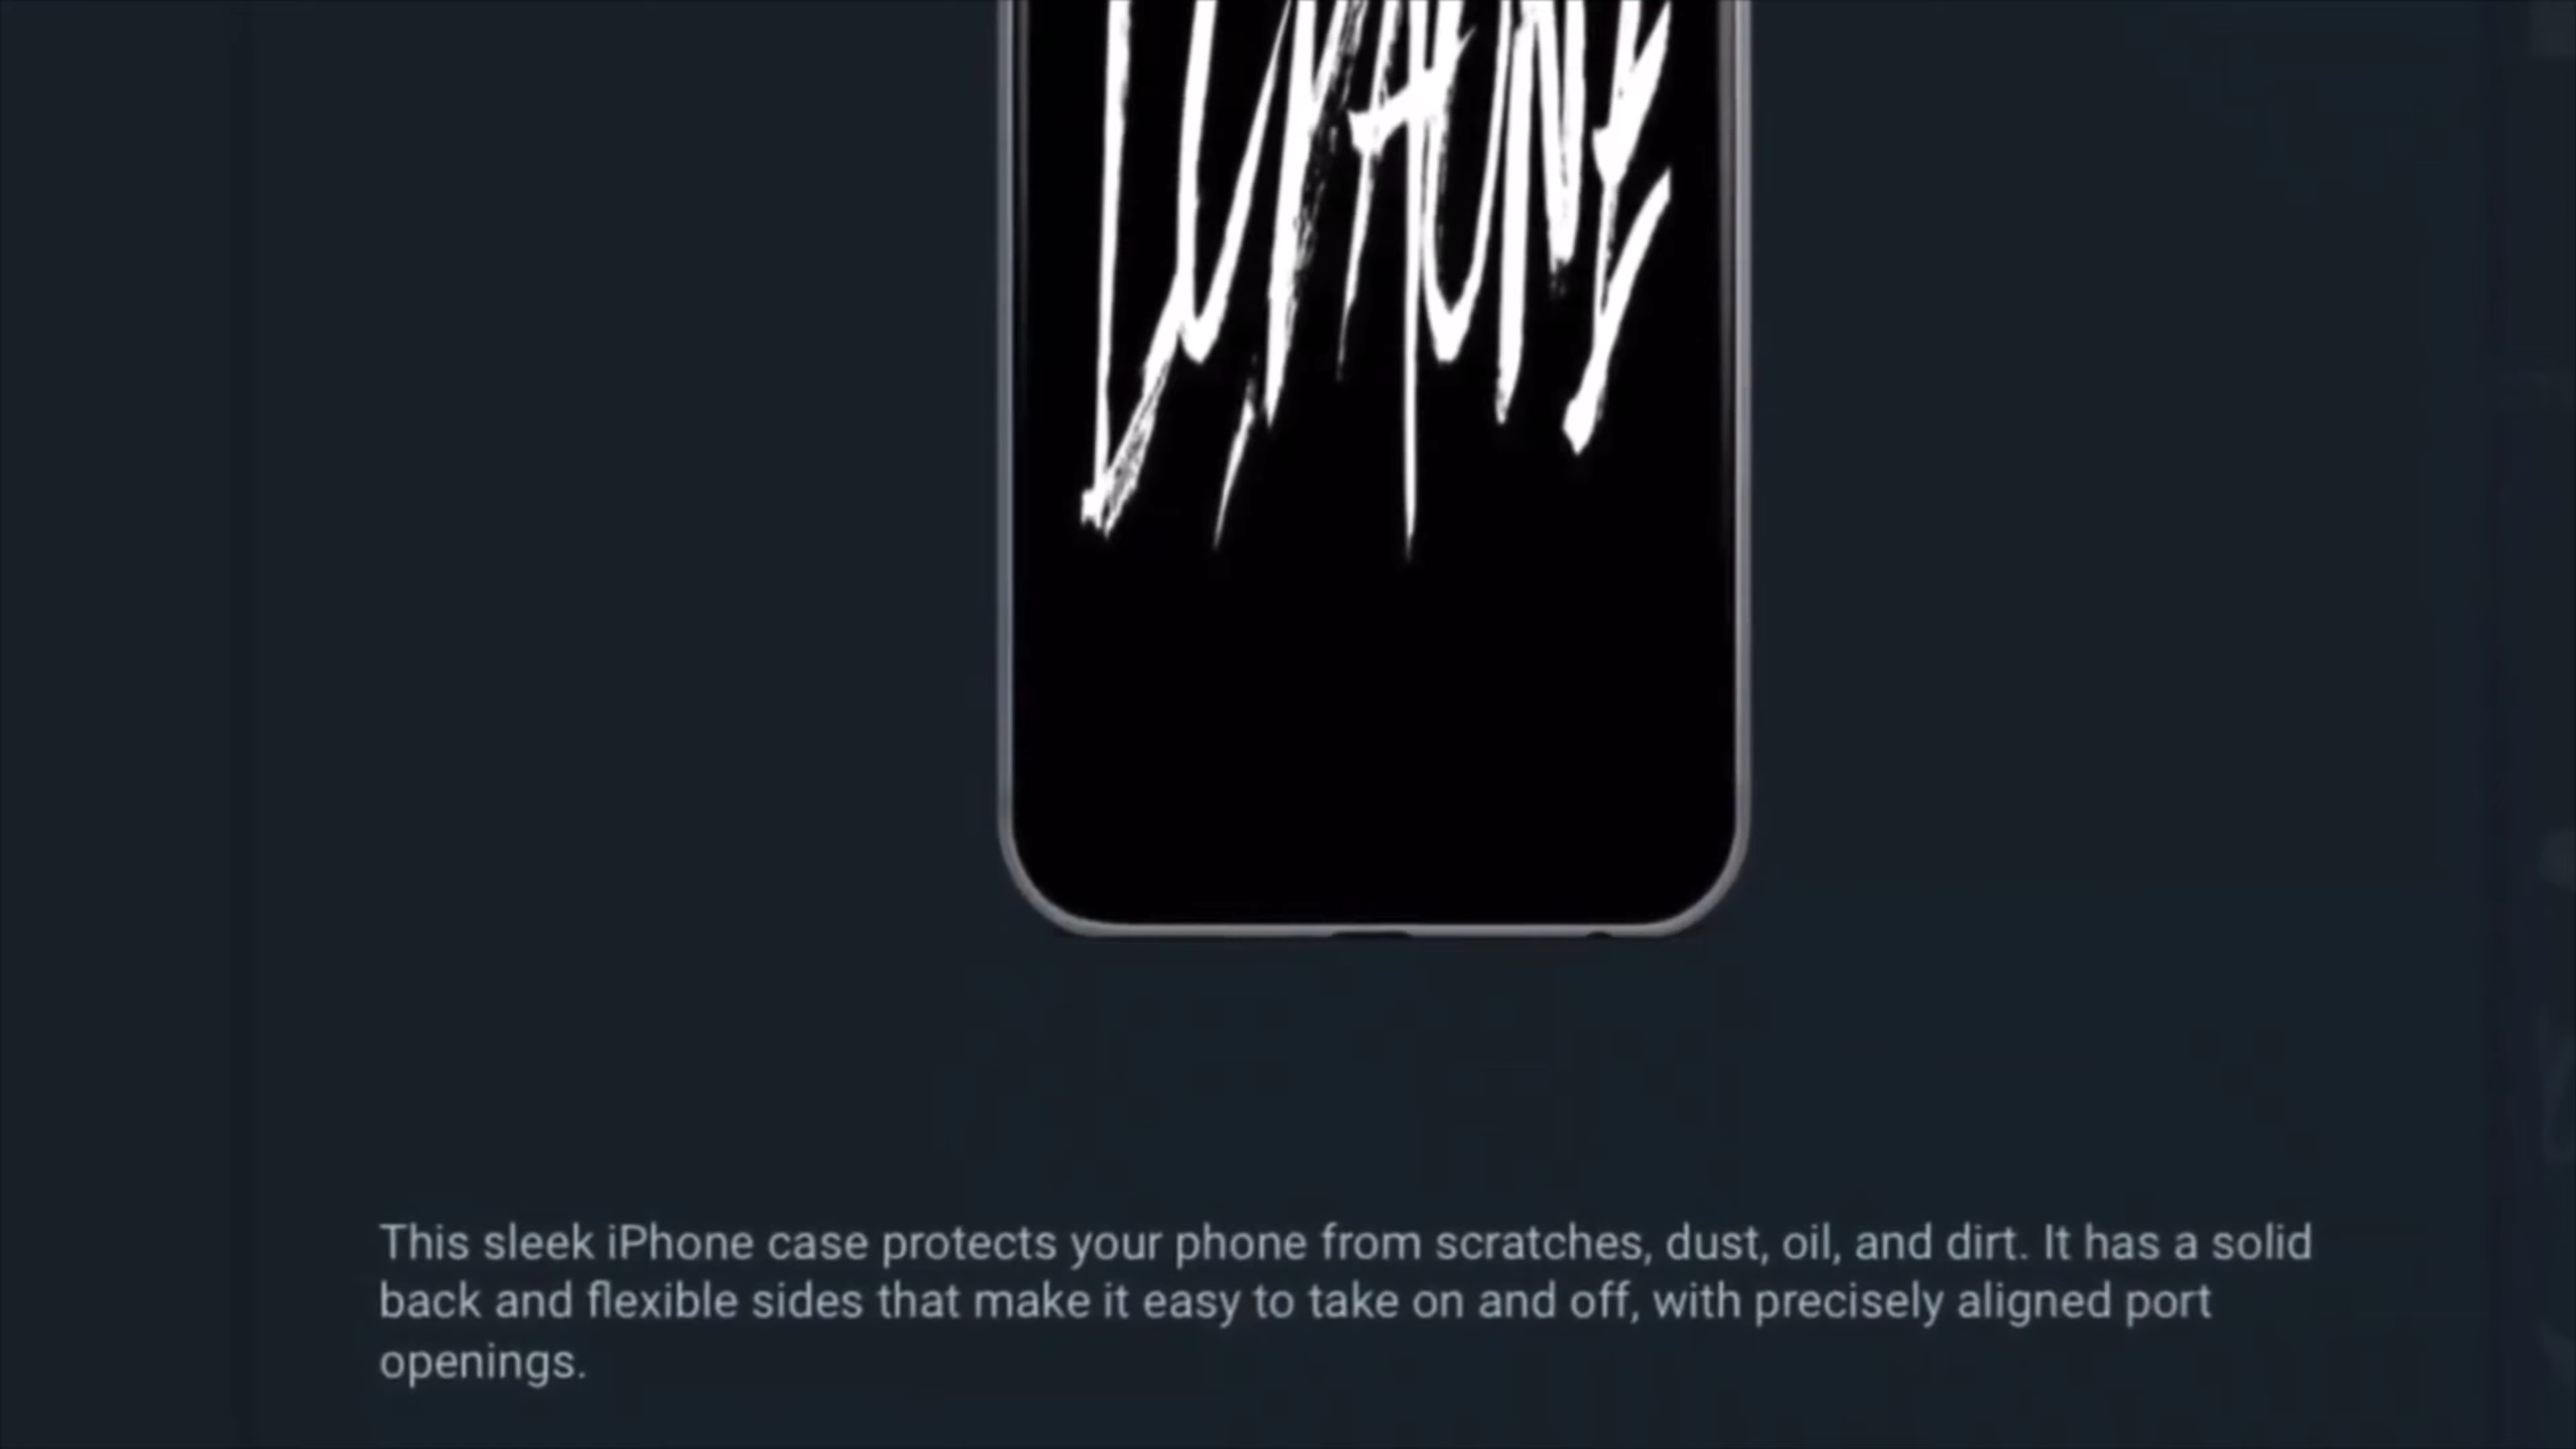 This sleek iPhone case protects your phone from scratches, dust, oil, and dirt. It has a solid
back and flexible sides that make it easy to take on and off, with precisely aligned port
openings.